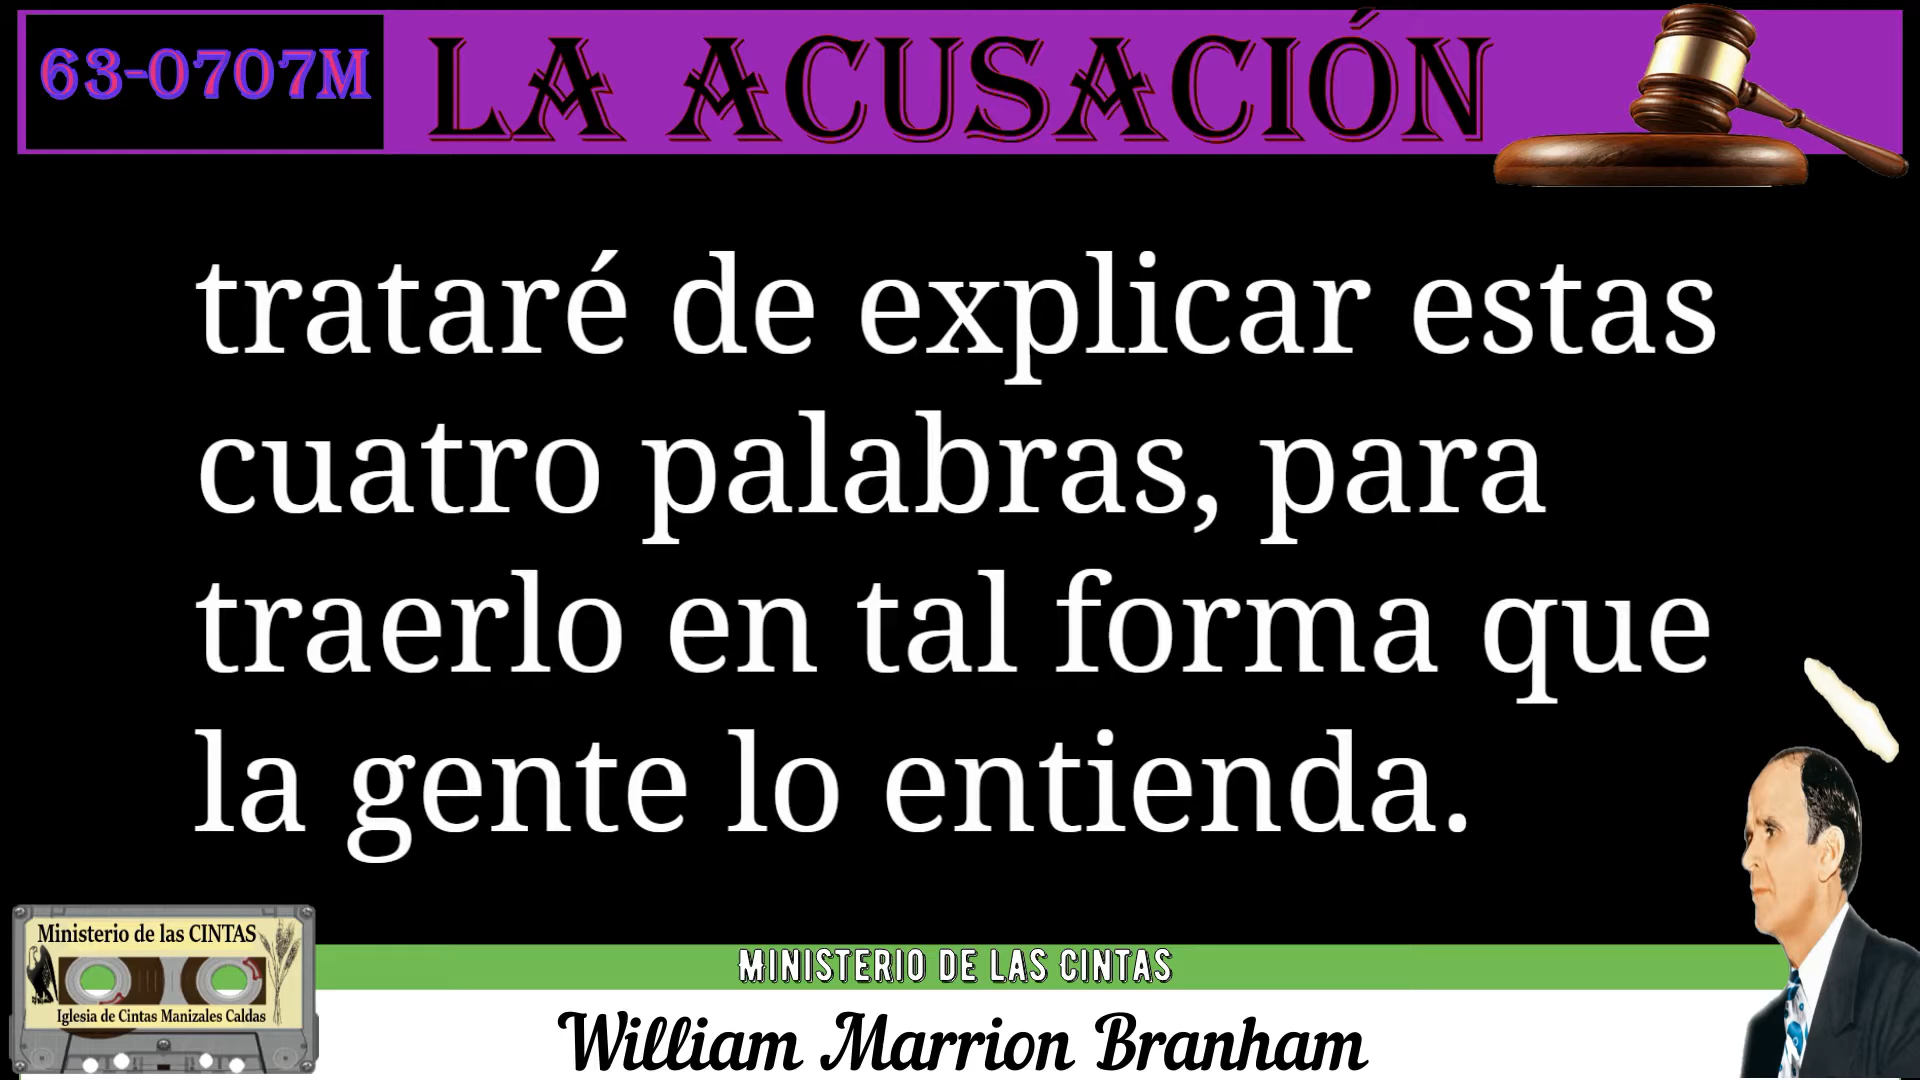 63-0707M
LA ACUSACIÓN
trataré de explicar estas
cuatro palabras, para
traerlo en tal forma que
la gente lo entienda.
Ministerio de las CINTAS
Iglesia de Cintas Manizales Caldas
MINISTERIO DE LAS CINTAS
William Marrion Branham